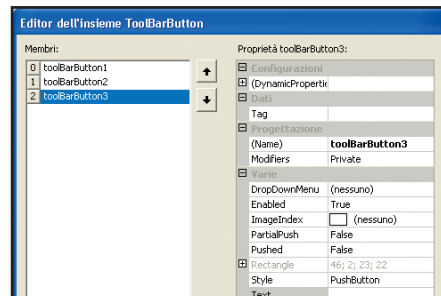 Editor dell'insieme ToolBarButton
Membri:
Proprietà toolBarButton3:
0 toolBarButton1
1 toolBarButton2
2 toolBarButton3
Configurazioni
(DynamicPropertie
Dati
Tag
Progettazione
(Name) toolBarButton3
Modifiers Private
Varie
DropDownMenu (nessuno)
Enabled True
ImageIndex (nessuno)
PartialPush False
Pushed False
Rectangle 46; 2; 23; 22
Style PushButton
Text